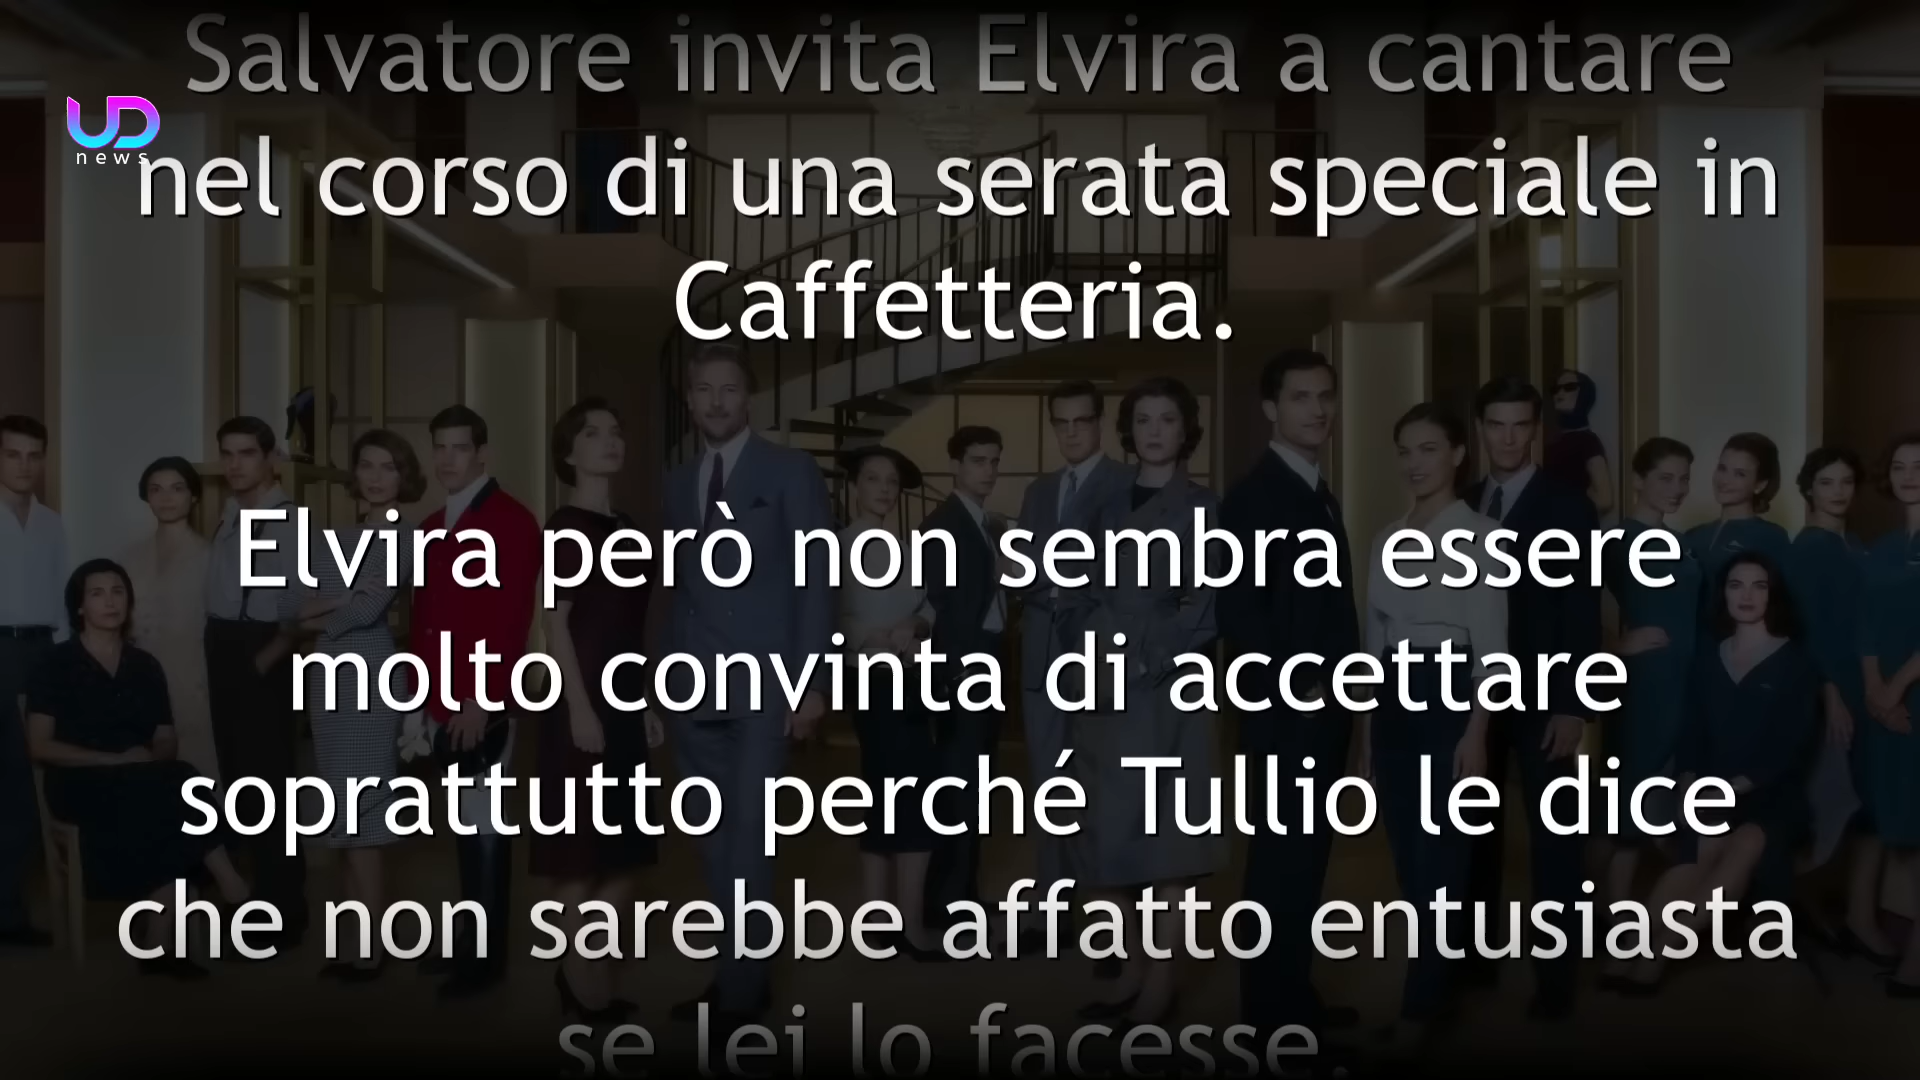 Salvatore invita Elvira a cantare
UD
news
nel corso di una serata speciale in
Caffetteria.
Elvira però non sembra essere
molto convinta di accettare
soprattutto perché Tullio le dice
che non sarebbe affatto entusiasta
se lei lo facesse.